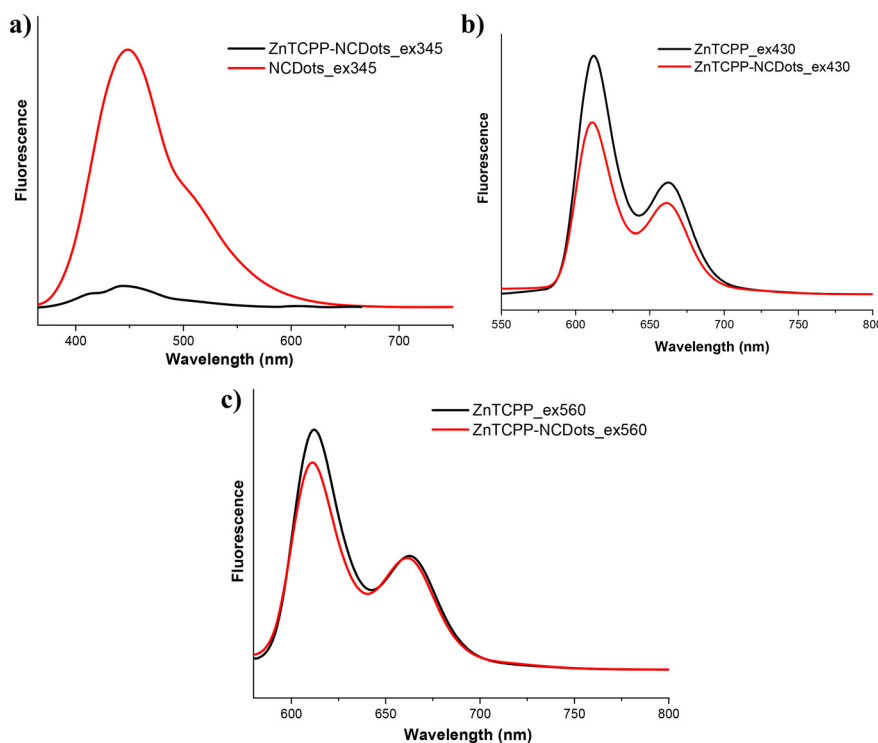 a)
ZnTCPP-NCDots_ex345
NCDots_ex345
Fluorescence
400 500 600 700
Wavelength (nm)
b)
ZnTCPP_ex430
ZnTCPP-NCDots_ex430
Fluorescence
550 600 650 700 750 800
Wavelength (nm)
c)
ZnTCPP_ex560
ZnTCPP-NCDots_ex560
Fluorescence
600 650 700 750 800
Wavelength (nm)